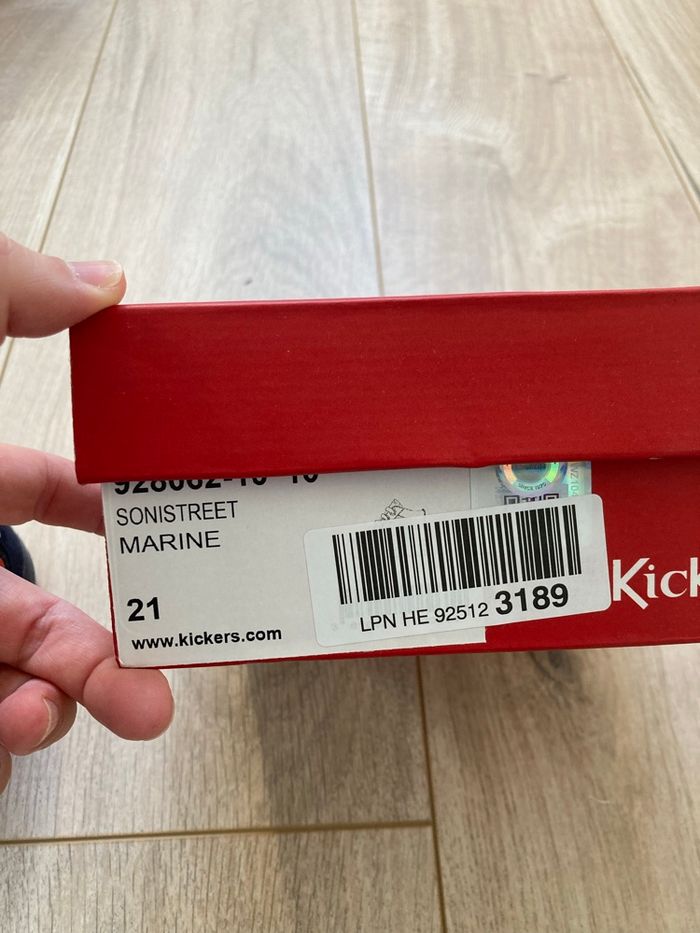 SONISTREET
MARINE
21
www.kickers.com
LPN HE 92512 3189
Kick